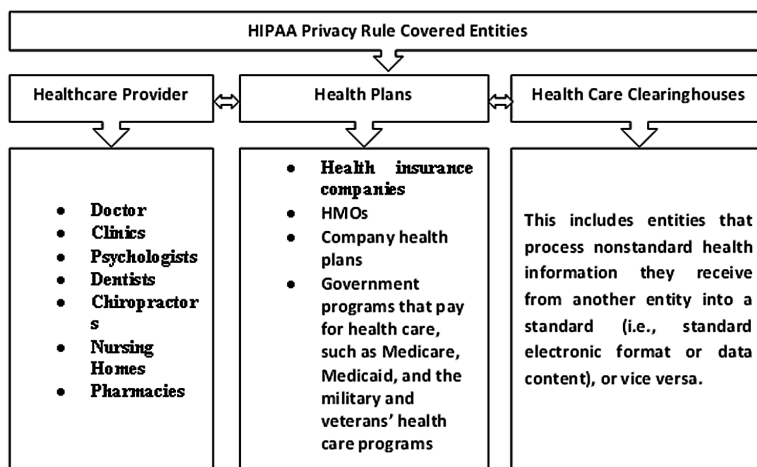 HIPAA Privacy Rule Covered Entities
Healthcare Provider
Health Plans
Health Care Clearinghouses
● Doctor
● Clinics
● Psychologists
● Dentists
● Chiropractor
s
● Nursing
Homes
● Pharmacies
● Health insurance
companies
● HMOs
● Company health
plans
● Government
programs that pay
for health care,
such as Medicare,
Medicaid, and the
military and
veterans’ health
care programs
This includes entities that
process nonstandard health
information they receive
from another entity into a
standard (i.e., standard
electronic format or data
content), or vice versa.